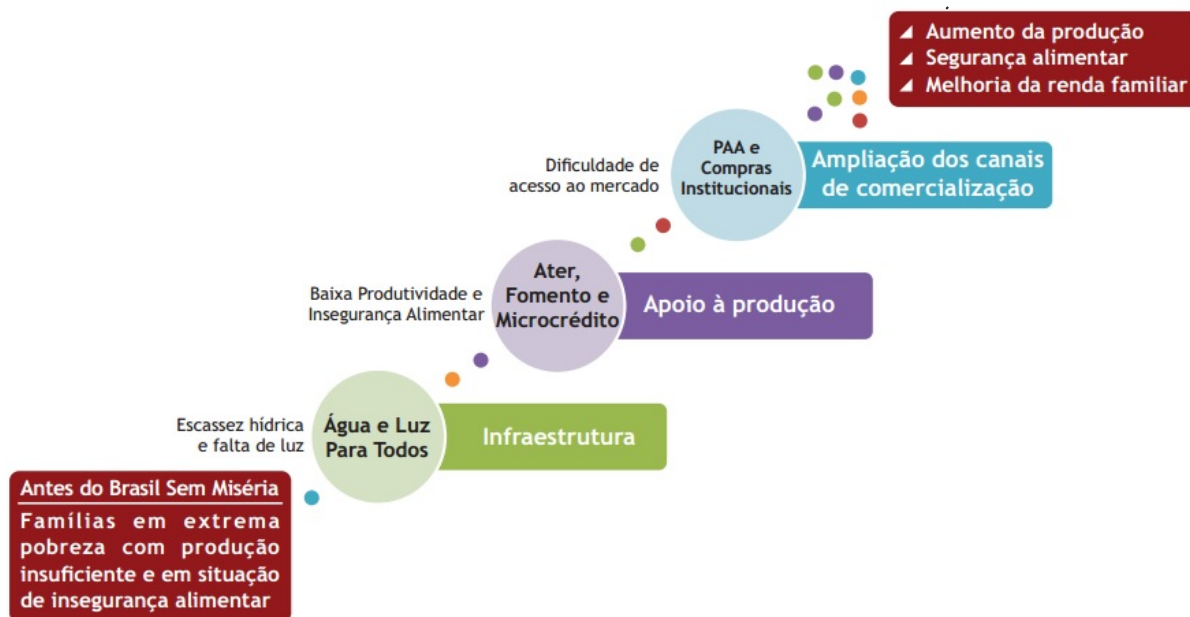 Aumento da produção
Segurança alimentar
Melhoria da renda familiar
Dificuldade de
acesso ao mercado
PAA e
Compras
Institucionais
Ampliação dos canais
de comercialização
Baixa Produtividade e
Insegurança Alimentar
Ater,
Fomento e
Microcrédito
Apoio à produção
Escassez hídrica
e falta de luz
Água e Luz
Para Todos
Infraestrutura
Antes do Brasil Sem Miséria
Famílias em extrema
pobreza com produção
insuficiente e em situação
de insegurança alimentar